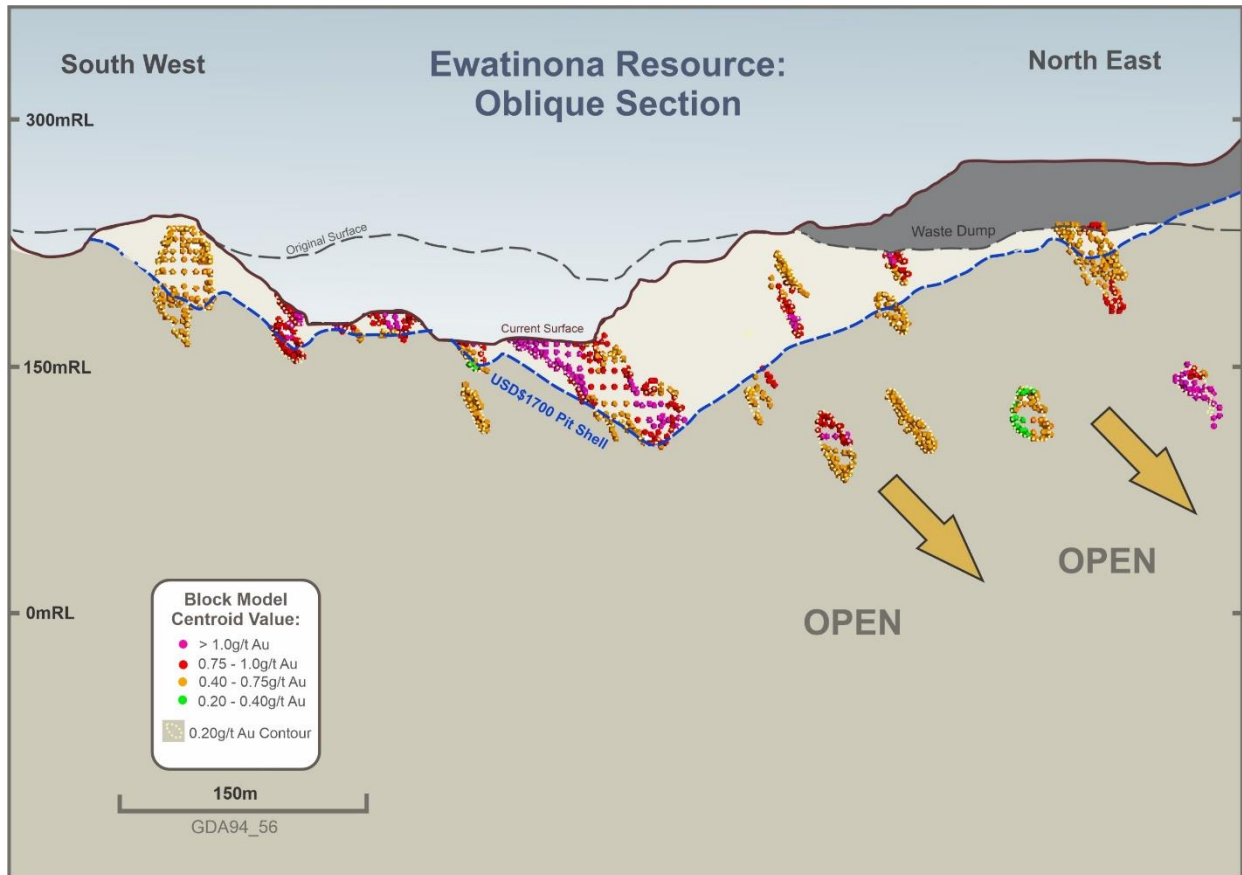 Ewatinona Resource:
Oblique Section
South West
North East
300mRL
Original Surface
Waste Dump
Current Surface
150mRL
USD$1700 Pit Shell
OPEN
OPEN
0mRL
Block Model
Centroid Value:
> 1.0g/t Au
0.75 - 1.0g/t Au
0.40 - 0.75g/t Au
0.20 - 0.40g/t Au
0.20g/t Au Contour
150m
GDA94_56